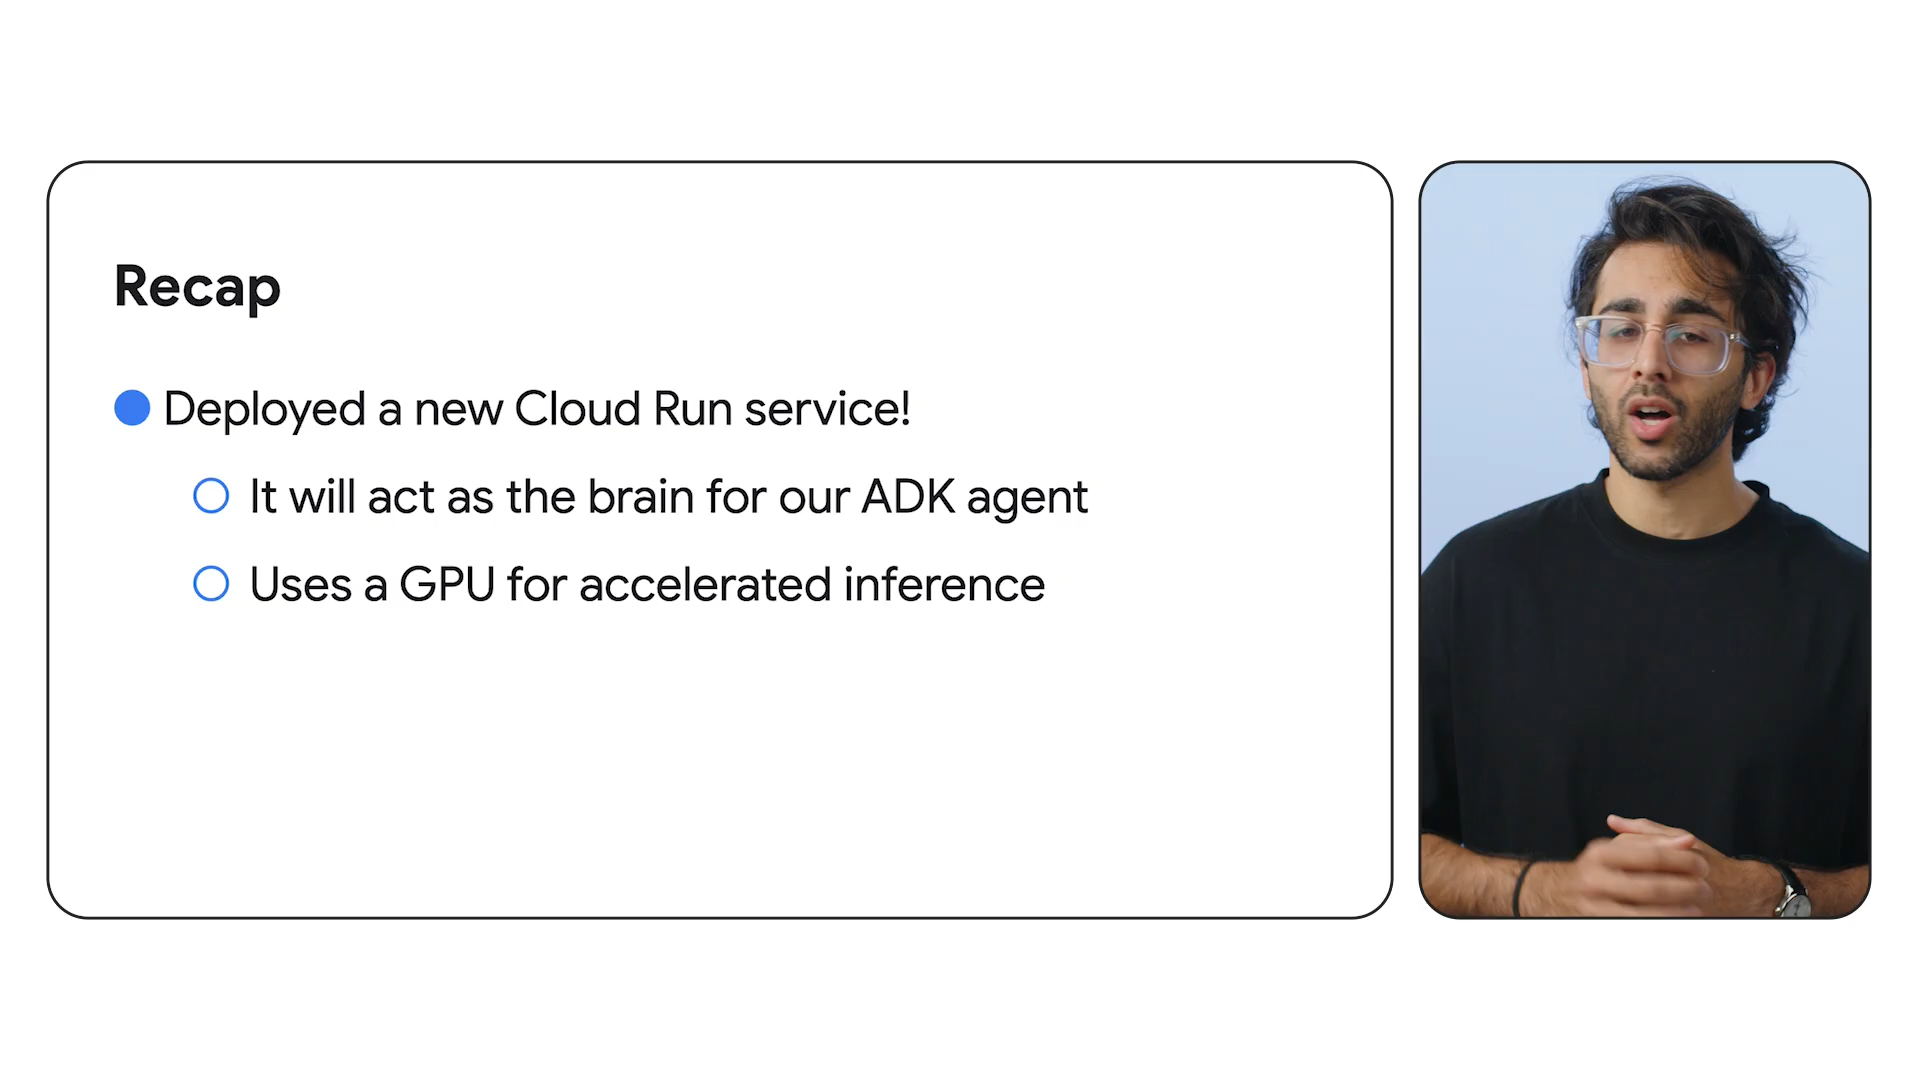 Recap
Deployed a new Cloud Run service!
It will act as the brain for our ADK agent
Uses a GPU for accelerated inference